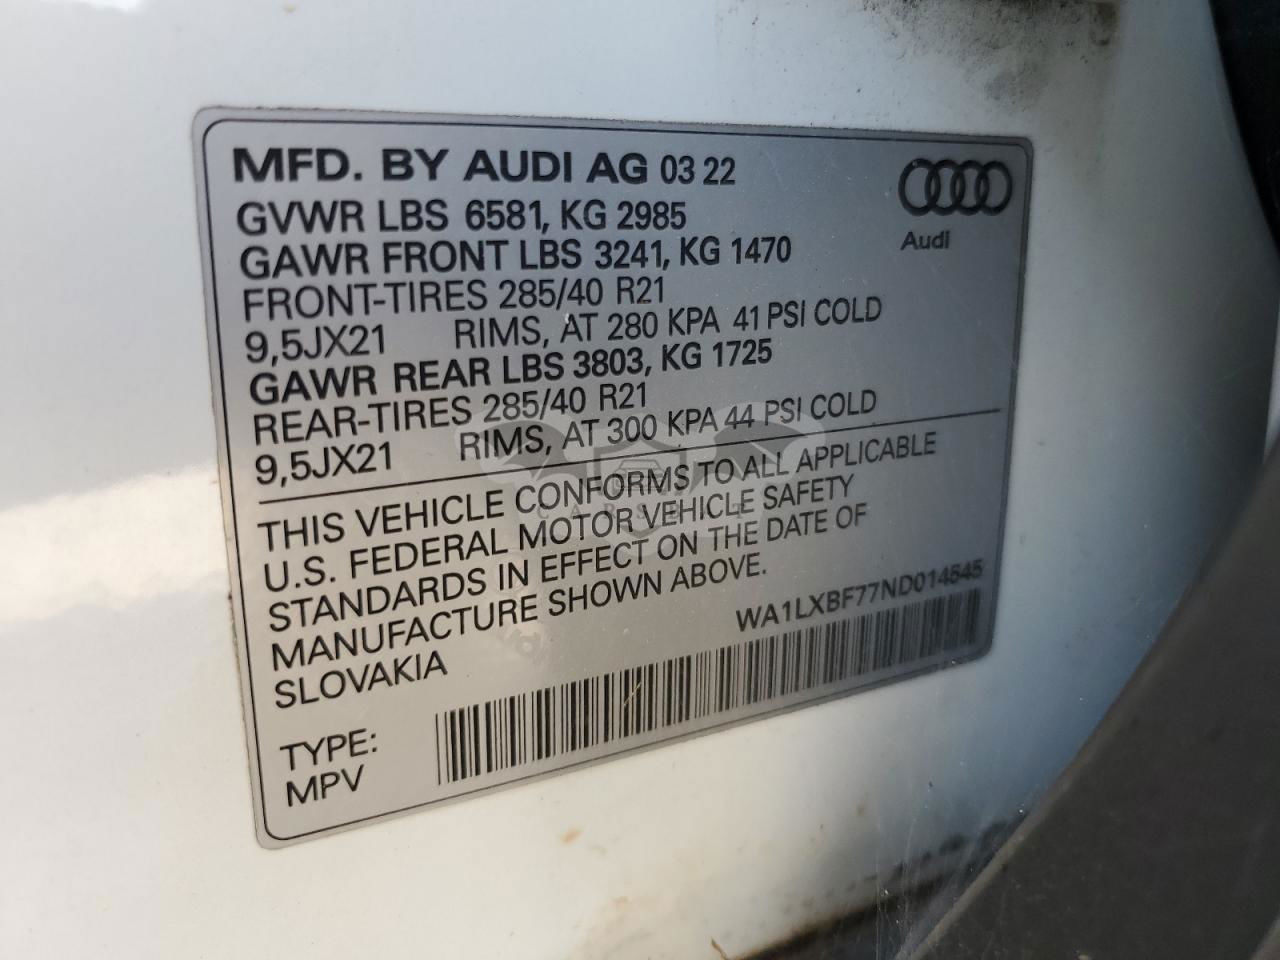 MFD. BY AUDI AG 03 22
Audi
GVWR LBS 6581, KG 2985
GAWR FRONT LBS 3241, KG 1470
FRONT-TIRES 285/40 R21
9,5JX21 RIMS, AT 280 KPA 41 PSI COLD
GAWR REAR LBS 3803, KG 1725
REAR-TIRES 285/40 R21
9,5JX21 RIMS, AT 300 KPA 44 PSI COLD
THIS VEHICLE CONFORMS TO ALL APPLICABLE
U.S. FEDERAL MOTOR VEHICLE SAFETY
STANDARDS IN EFFECT ON THE DATE OF
MANUFACTURE SHOWN ABOVE.
SLOVAKIA
WA1LXBF77ND014545
TYPE:
MPV